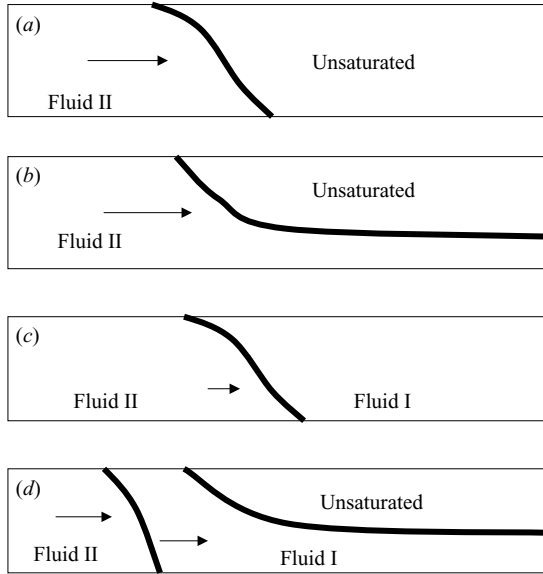 (a)
Unsaturated
Fluid II
(b)
Unsaturated
Fluid II
(c)
Fluid II Fluid I
(d)
Unsaturated
Fluid II Fluid I